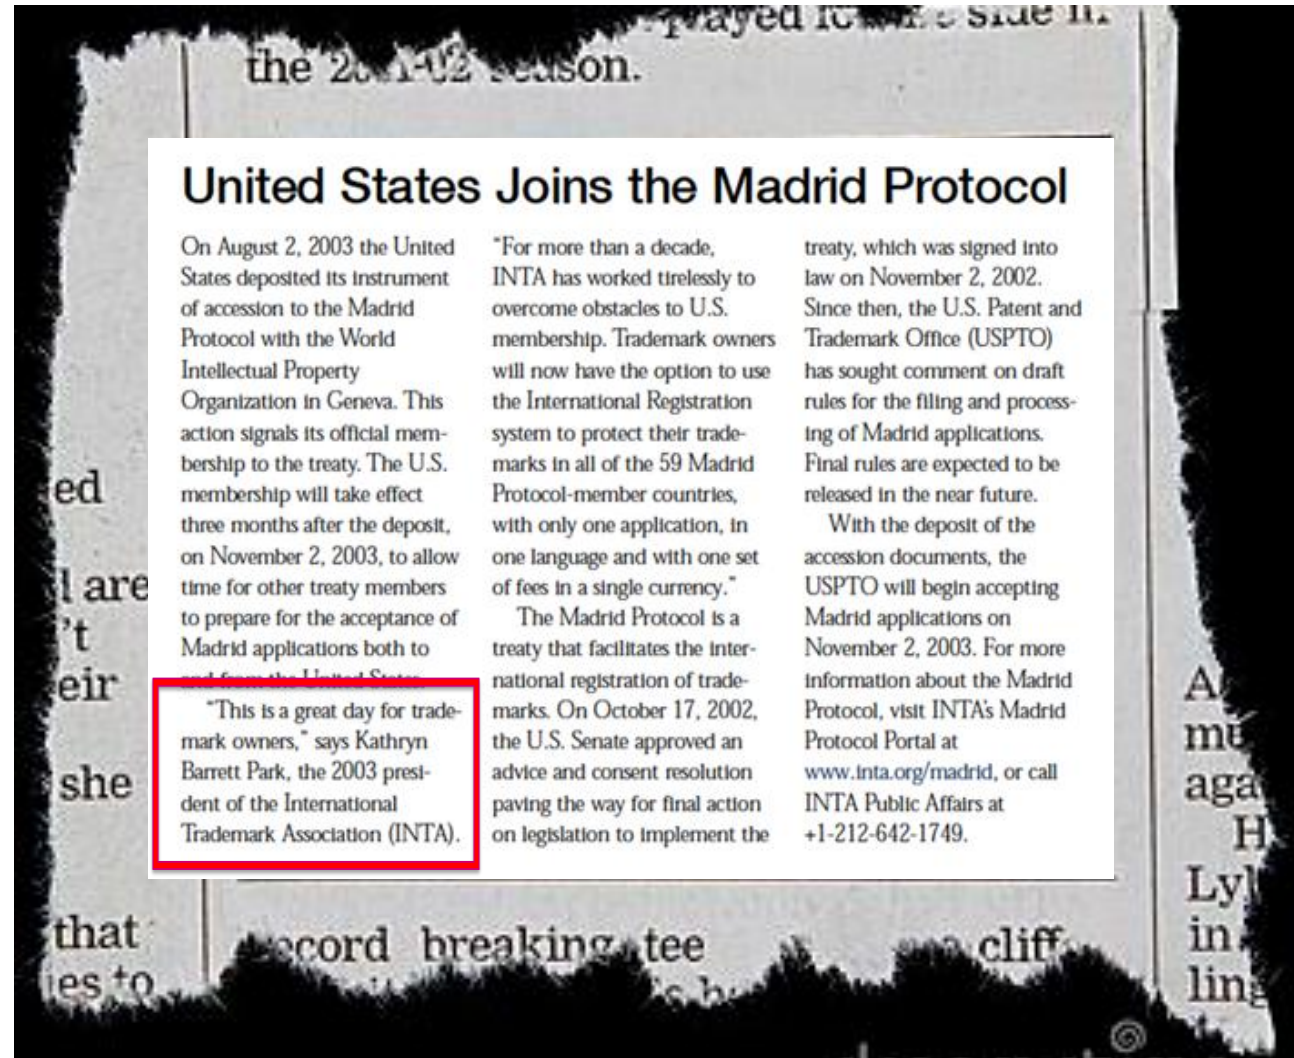 the season.
United States Joins the Madrid Protocol
On August 2, 2003 the United
States deposited its instrument
of accession to the Madrid
Protocol with the World
Intellectual Property
Organization in Geneva. This
action signals its official mem-
bership to the treaty. The U.S.
membership will take effect
three months after the deposit,
on November 2, 2003, to allow
time for other treaty members
to prepare for the acceptance of
Madrid applications both to
and from the United States.
"This is a great day for trade-
mark owners," says Kathryn
Barrett Park, the 2003 presi-
dent of the International
Trademark Association (INTA).
"For more than a decade,
INTA has worked tirelessly to
overcome obstacles to U.S.
membership. Trademark owners
will now have the option to use
the International Registration
system to protect their trade-
marks in all of the 59 Madrid
Protocol-member countries,
with only one application, in
one language and with one set
of fees in a single currency."
The Madrid Protocol is a
treaty that facilitates the inter-
national registration of trade-
marks. On October 17, 2002,
the U.S. Senate approved an
advice and consent resolution
paving the way for final action
on legislation to implement the
treaty, which was signed into
law on November 2, 2002.
Since then, the U.S. Patent and
Trademark Office (USPTO)
has sought comment on draft
rules for the filing and process-
ing of Madrid applications.
Final rules are expected to be
released in the near future.
With the deposit of the
accession documents, the
USPTO will begin accepting
Madrid applications on
November 2, 2003. For more
information about the Madrid
Protocol, visit INTA's Madrid
Protocol Portal at
www.inta.org/madrid, or call
INTA Public Affairs at
+1-212-642-1749.
ed
l are
't
eir
she
that
ies to
breaking tee
cliff
aga
H
Lyl
in
ling